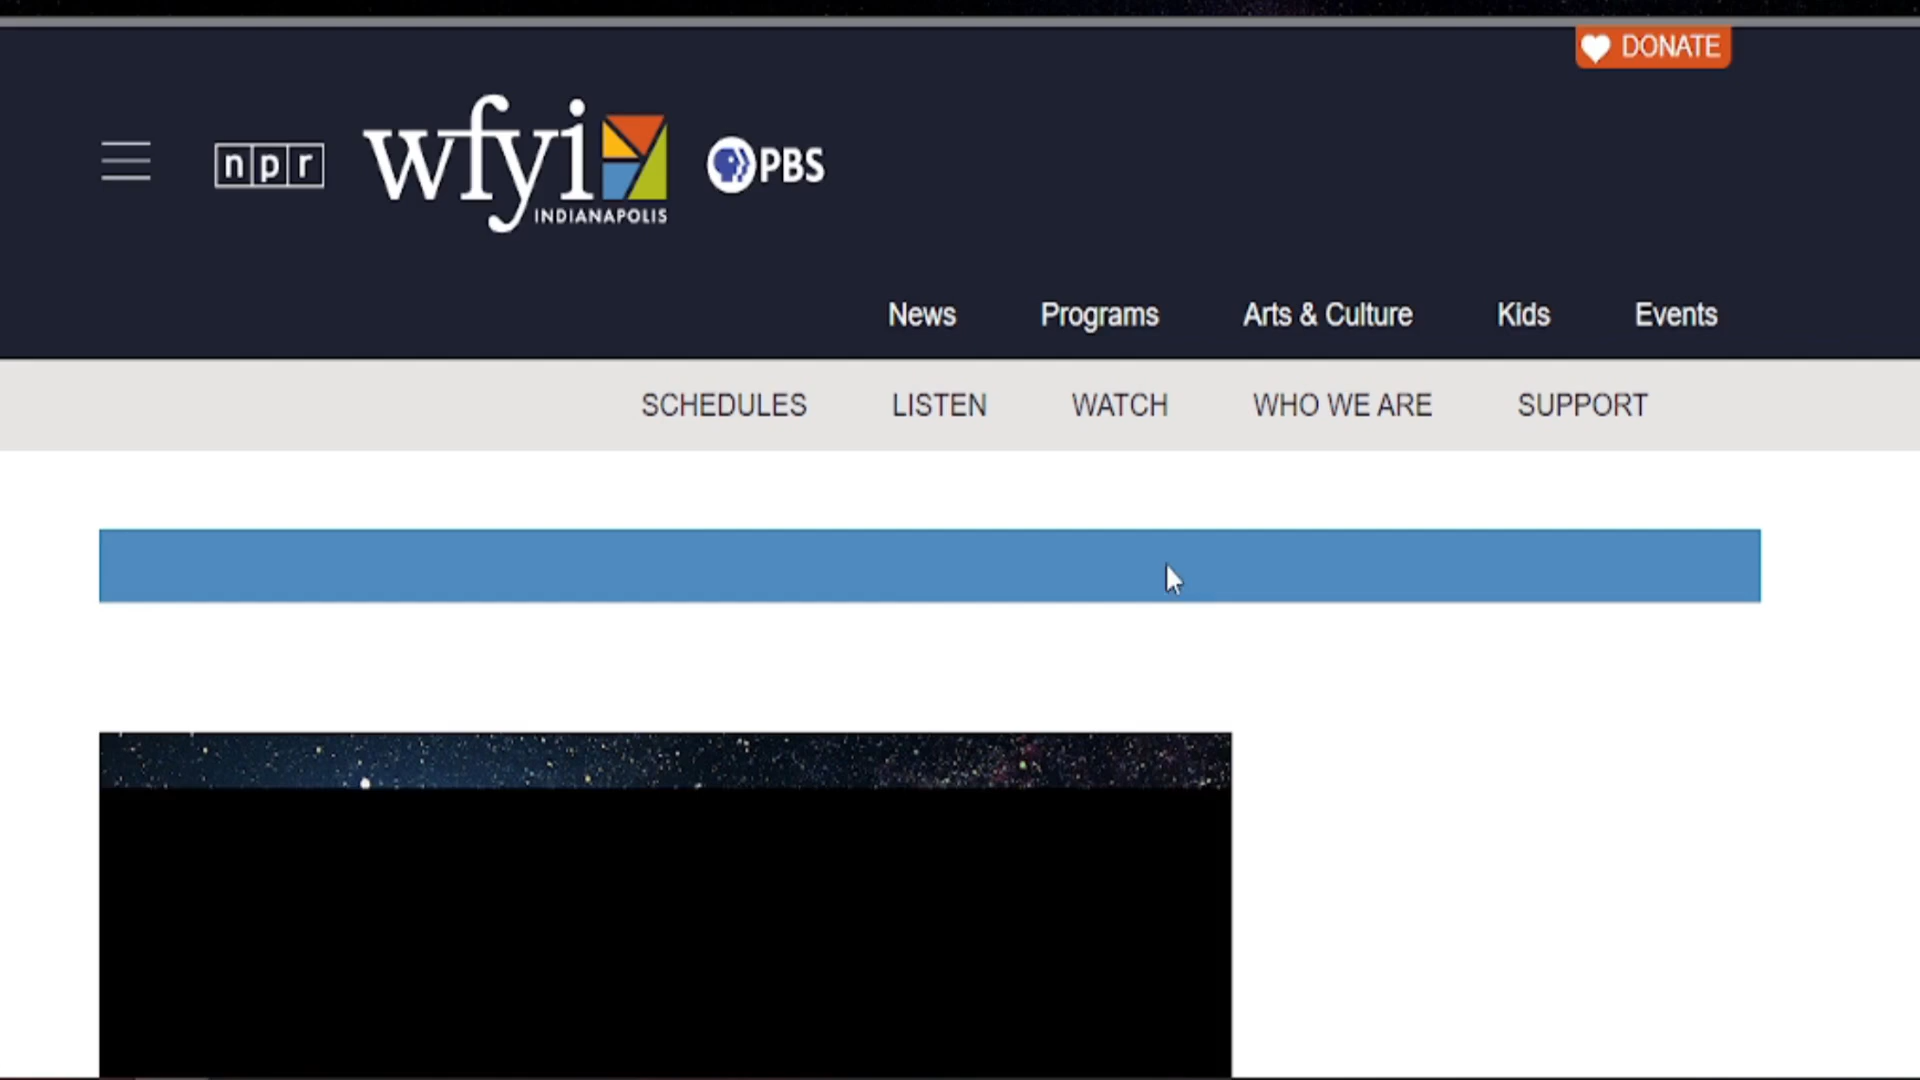 DONATE
npr wfyi PBS
INDIANAPOLIS
News Programs Arts & Culture Kids Events
SCHEDULES LISTEN WATCH WHO WE ARE SUPPORT